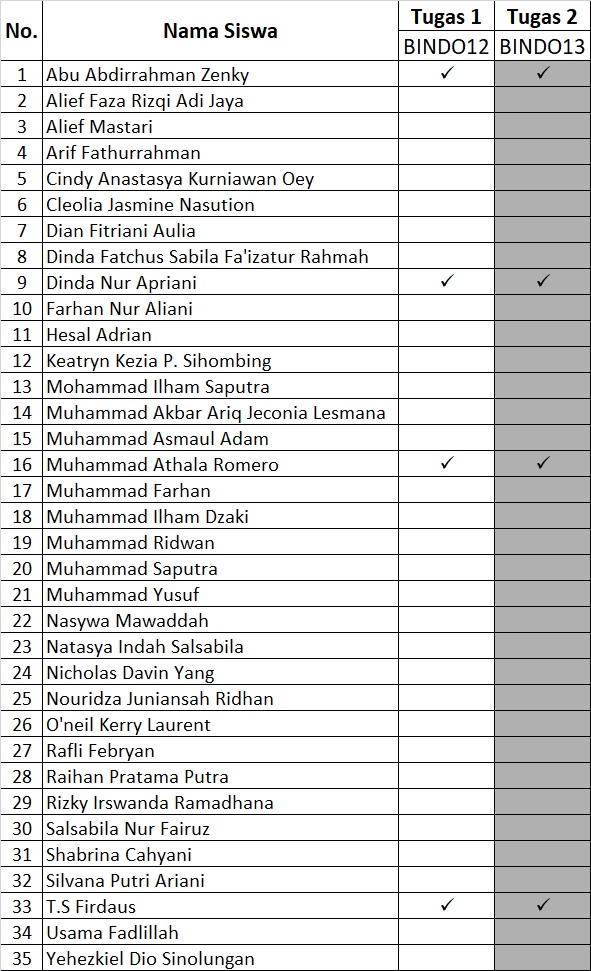 No. Nama Siswa Tugas 1 Tugas 2
BINDO12 BINDO13
1 Abu Abdirrahman Zenky ✓ ✓
2 Alief Faza Rizqi Adi Jaya
3 Alief Mastari
4 Arif Fathurrahman
5 Cindy Anastasya Kurniawan Oey
6 Cleolia Jasmine Nasution
7 Dian Fitriani Aulia
8 Dinda Fatchus Sabila Fa'izatur Rahmah
9 Dinda Nur Apriani ✓ ✓
10 Farhan Nur Aliani
11 Hesal Adrian
12 Keatryn Kezia P. Sihombing
13 Mohammad Ilham Saputra
14 Muhammad Akbar Ariq Jeconia Lesmana
15 Muhammad Asmaul Adam
16 Muhammad Athala Romero ✓ ✓
17 Muhammad Farhan
18 Muhammad Ilham Dzaki
19 Muhammad Ridwan
20 Muhammad Saputra
21 Muhammad Yusuf
22 Nasywa Mawaddah
23 Natasya Indah Salsabila
24 Nicholas Davin Yang
25 Nouridza Juniansah Ridhan
26 O'neil Kerry Laurent
27 Rafli Febryan
28 Raihan Pratama Putra
29 Rizky Irswanda Ramadhana
30 Salsabila Nur Fairuz
31 Shabrina Cahyani
32 Silvana Putri Ariani
33 T.S Firdaus ✓ ✓
34 Usama Fadlillah
35 Yehezkiel Dio Sinolungan